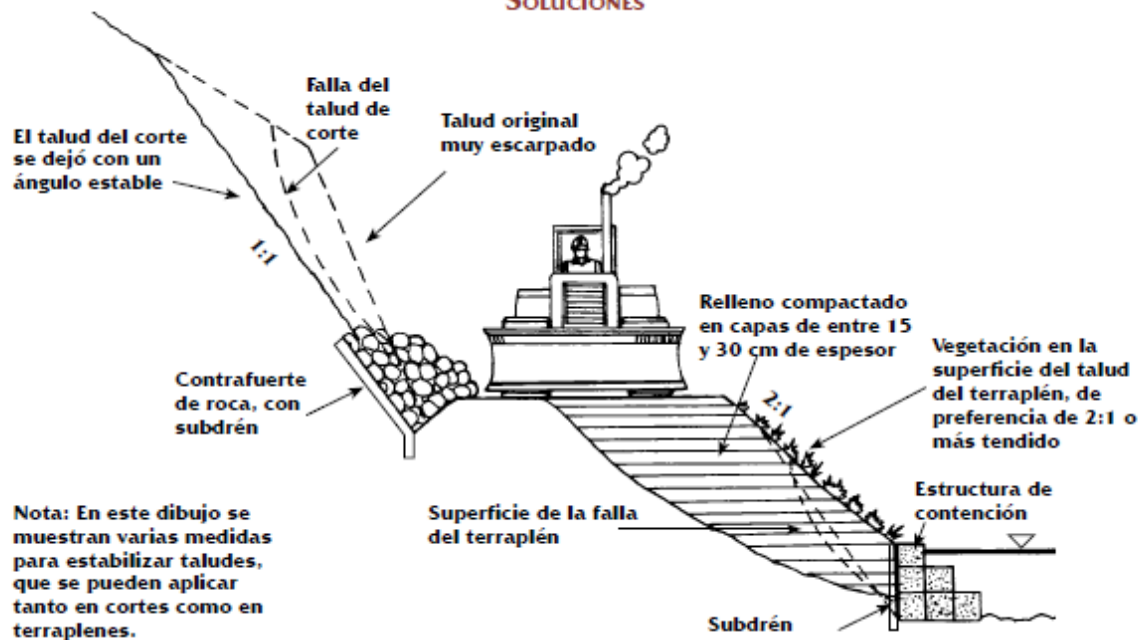 SOLUCIONES
Falla del
talud de
corte
El talud del corte
se dejó con un
ángulo estable
Talud original
muy escarpado
1:1
Relleno compactado
en capas de entre 15
y 30 cm de espesor
Vegetación en la
superficie del talud
del terraplén, de
preferencia de 2:1 o
más tendido
2:1
Contrafuerte
de roca, con
subdrén
Estructura de
contención
Superficie de la falla
del terraplén
Nota: En este dibujo se
muestran varias medidas
para estabilizar taludes,
que se pueden aplicar
tanto en cortes como en
terraplenes.
Subdrén